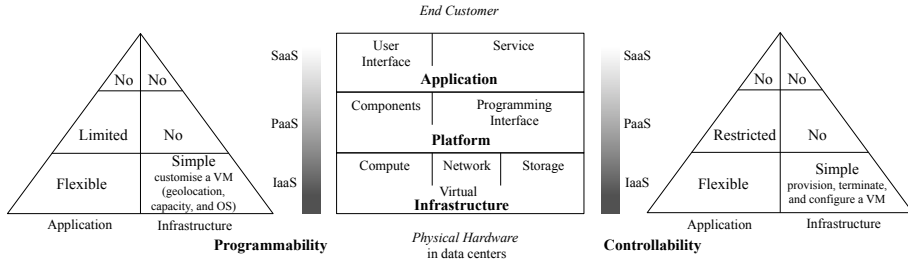 End Customer
SaaS
PaaS
IaaS
No
No
Limited
No
Flexible
Simple
customise a VM
(geolocation,
capacity, and OS)
Application
Infrastructure
Programmability
User
Interface
Service
Application
Components
Programming
Interface
Platform
Compute
Network
Storage
Virtual
Infrastructure
Physical Hardware
in data centers
SaaS
PaaS
IaaS
No
No
Restricted
No
Flexible
Simple
provision, terminate,
and configure a VM
Application
Infrastructure
Controllability